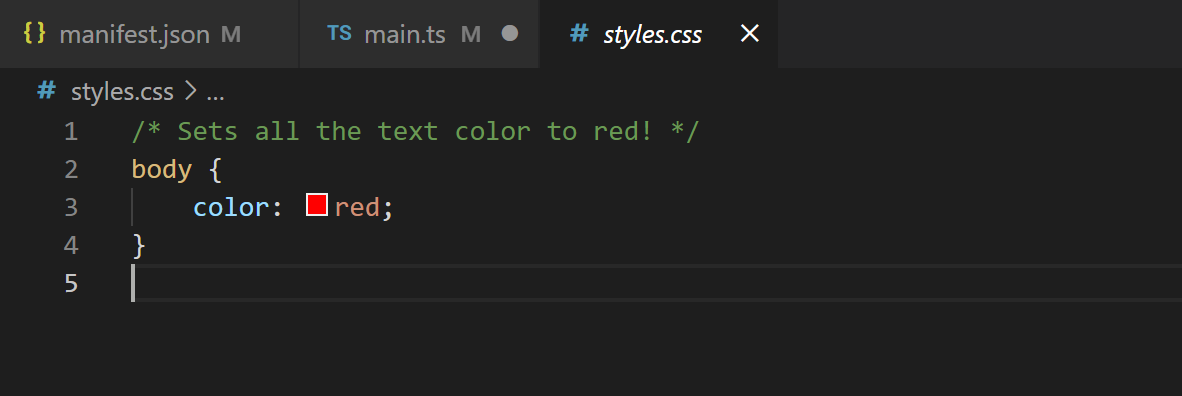 {} manifest.json M TS main.ts M # styles.css
# styles.css > ...
1 /* Sets all the text color to red! */
2 body {
3 color: red;
4 }
5